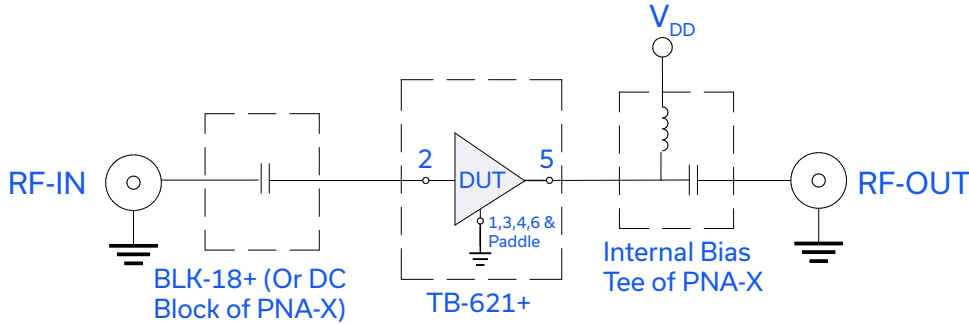 V_DD
RF-IN
2
DUT
5
RF-OUT
1,3,4,6 &
Paddle
BLK-18+ (Or DC
Block of PNA-X)
TB-621+
Internal Bias
Tee of PNA-X